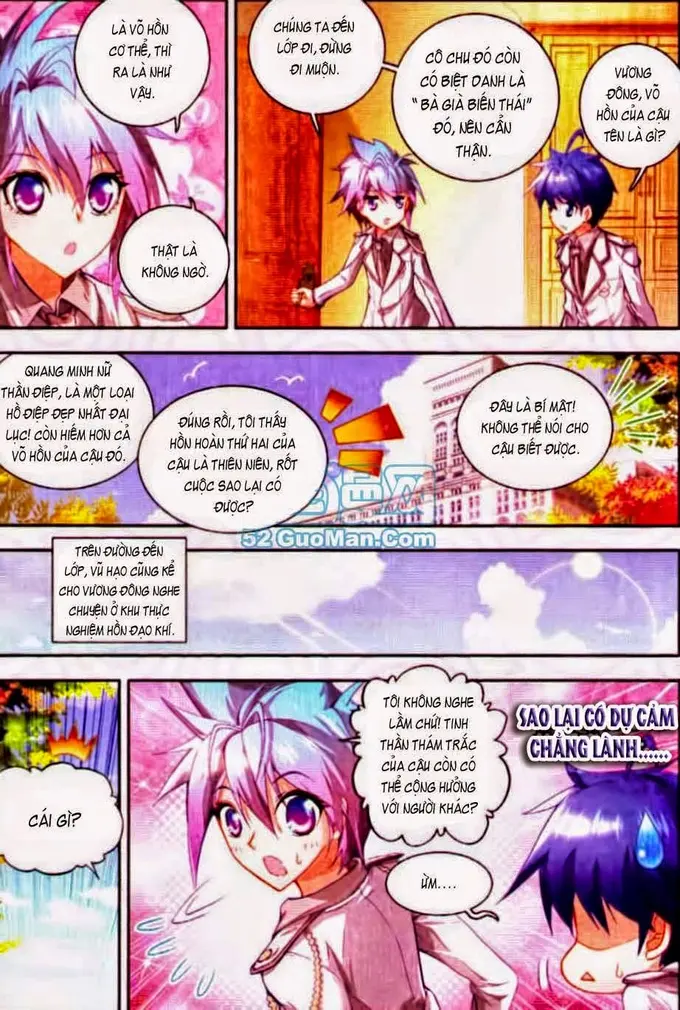 LÀ VÕ HỒN
CƠ THỂ, THÌ
RA LÀ NHƯ
VẬY.
THẬT LÀ
KHÔNG NGỜ.
CHÚNG TA ĐẾN
LỚP ĐI, ĐỪNG
ĐI MUỘN.
CÔ CHU ĐÓ CÒN
CÓ BIỆT DANH LÀ
“BÀ GIÀ BIẾN THÁI”
ĐÓ, NÊN CẨN
THẬN.
VƯƠNG
ĐÔNG, VÕ
HỒN CỦA CẬU
TÊN LÀ GÌ?
QUANG MINH NỮ
THẦN ĐIỆP, LÀ MỘT LOẠI
HỒ ĐIỆP ĐẸP NHẤT ĐẠI
LỤC! CÒN HIẾM HƠN CẢ
VÕ HỒN CỦA CẬU ĐÓ.
ĐÚNG RỒI, TÔI THẤY
HỒN HOÀN THỨ HAI CỦA
CẬU LÀ THIÊN NIÊN, RỐT
CUỘC SAO LẠI CÓ
ĐƯỢC?
ĐÂY LÀ BÍ MẬT!
KHÔNG THỂ NÓI CHO
CẬU BIẾT ĐƯỢC.
52GuoMan.Com
TRÊN ĐƯỜNG ĐẾN
LỚP, VŨ HẠO CŨNG KỂ
CHO VƯƠNG ĐÔNG NGHE
CHUYỆN Ở KHU THỰC
NGHIỆM HỒN ĐẠO KHÍ.
CÁI GÌ?
TÔI KHÔNG NGHE
LẦM CHỨ! TINH
THẦN THÁM TRẮC
CỦA CẬU CÒN CÓ
THỂ CỘNG HƯỞNG
VỚI NGƯỜI KHÁC?
ỪM....
SAO LẠI CÓ DỰ CẢM
CHẲNG LÀNH......